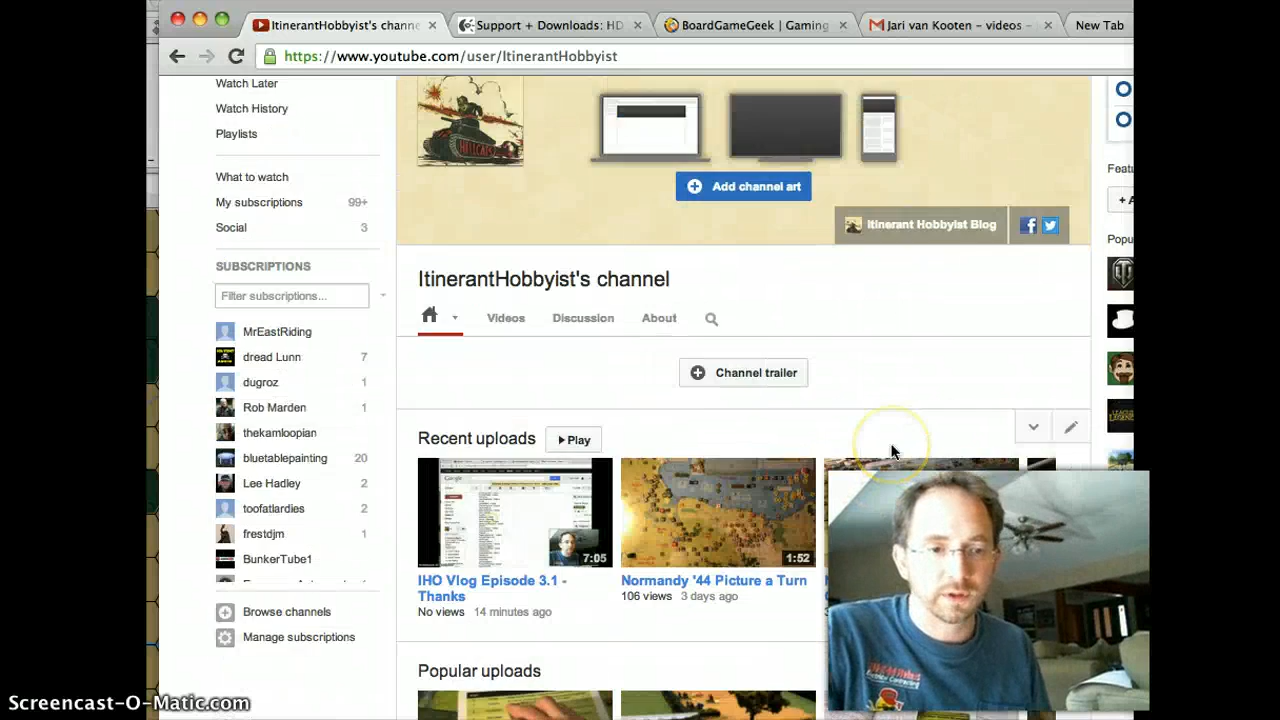 ItinerantHobbyist's channe
Support + Downloads: HD
BoardGameGeek | Gaming
Jari van Kooten – videos –
New Tab
https://www.youtube.com/user/ItinerantHobbyist
Watch Later
Watch History
Playlists
What to watch
My subscriptions 99+
Social 3
SUBSCRIPTIONS
Filter subscriptions...
MrEastRiding
dread Lunn 7
dugroz 1
Rob Marden 1
thekamloopian
bluetablepainting 20
Lee Hadley 2
toofatlardies 2
frestdjm 1
BunkerTube1
Browse channels
Manage subscriptions
HELLCATS
Add channel art
Itinerant Hobbyist Blog
ItinerantHobbyist's channel
Videos Discussion About
Channel trailer
Recent uploads Play
7:05
1:52
IHO Vlog Episode 3.1 -
Thanks
No views 14 minutes ago
Normandy '44 Picture a Turn
106 views 3 days ago
Popular uploads
Featu
+ A
Popu
Screencast-O-Matic.com